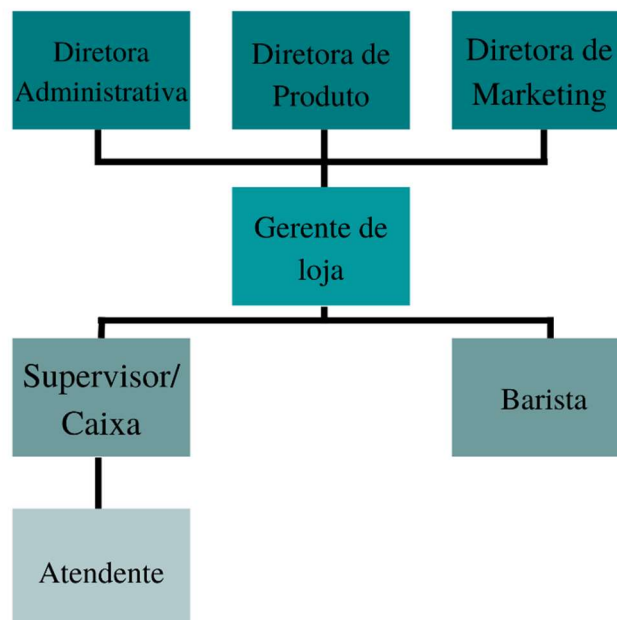 Diretora
Administrativa
Diretora de
Produto
Diretora de
Marketing
Gerente de
loja
Supervisor/
Caixa
Barista
Atendente